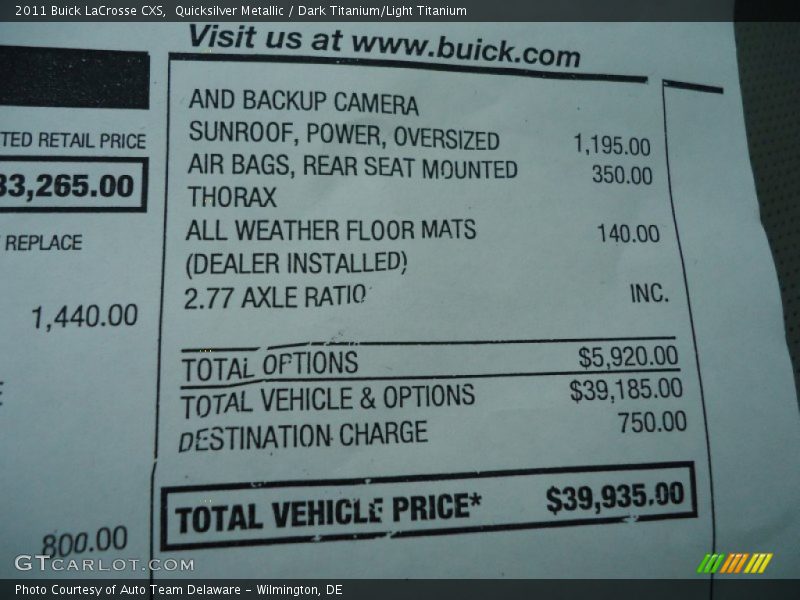 2011 Buick LaCrosse CXS, Quicksilver Metallic / Dark Titanium/Light Titanium
Visit us at www.buick.com
TED RETAIL PRICE
33,265.00
REPLACE
1,440.00
800.00
AND BACKUP CAMERA
SUNROOF, POWER, OVERSIZED 1,195.00
AIR BAGS, REAR SEAT MOUNTED 350.00
THORAX
ALL WEATHER FLOOR MATS 140.00
(DEALER INSTALLED)
2.77 AXLE RATIO INC.
TOTAL OPTIONS $5,920.00
TOTAL VEHICLE & OPTIONS $39,185.00
DESTINATION CHARGE 750.00
TOTAL VEHICLE PRICE* $39,935.00
GTCARLOT.COM
Photo Courtesy of Auto Team Delaware - Wilmington, DE